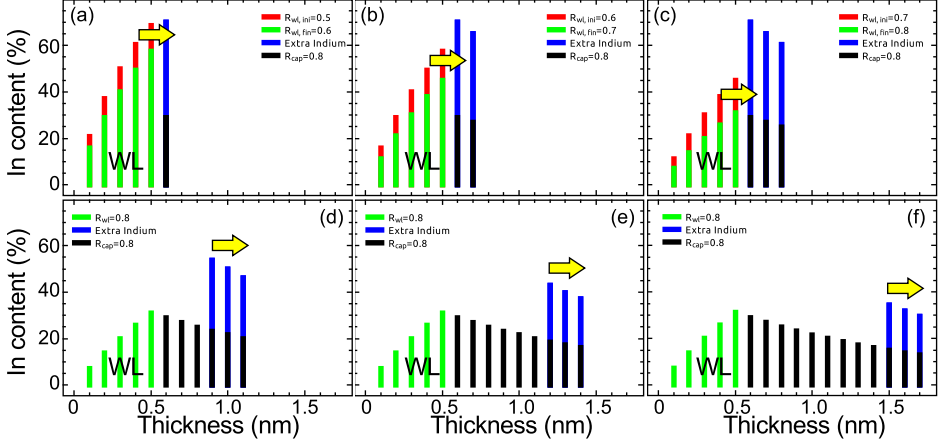 (a)
R_wl, ini=0.5
R_wl, fin=0.6
Extra Indium
R_cap=0.8
(b)
R_wl, ini=0.6
R_wl, fin=0.7
Extra Indium
R_cap=0.8
(c)
R_wl, ini=0.7
R_wl, fin=0.8
Extra Indium
R_cap=0.8
In content (%)
60
40
20
0
WL
WL
WL
(d)
R_wl=0.8
Extra Indium
R_cap=0.8
(e)
R_wl=0.8
Extra Indium
R_cap=0.8
(f)
R_wl=0.8
Extra Indium
R_cap=0.8
In content (%)
60
40
20
0
WL
WL
WL
0 0.5 1.0 1.5
0 0.5 1.0 1.5
0 0.5 1.0 1.5
Thickness (nm)
Thickness (nm)
Thickness (nm)